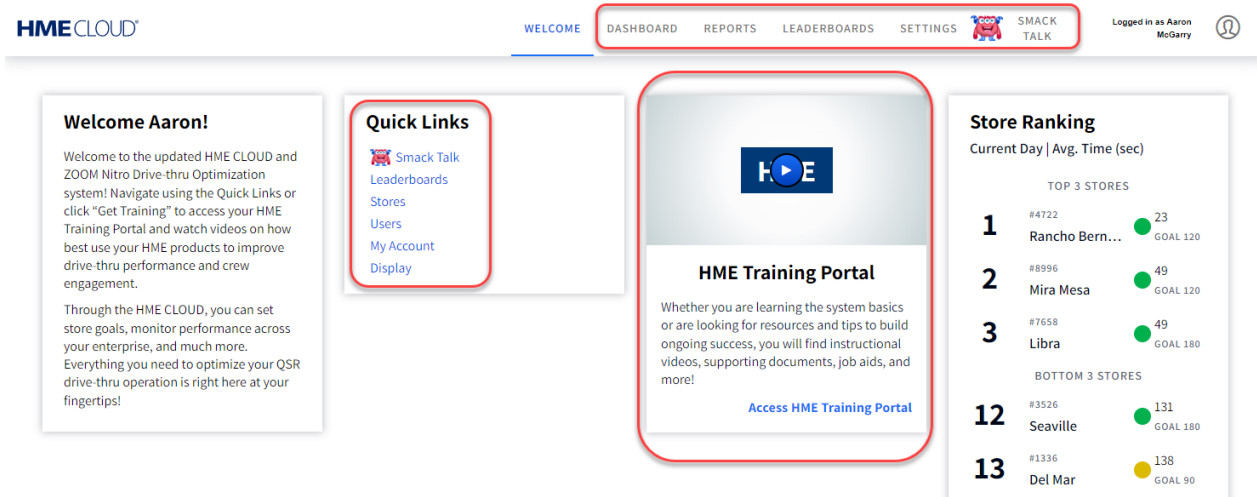 HME CLOUD®
WELCOME
DASHBOARD
REPORTS
LEADERBOARDS
SETTINGS
SMACK
TALK
Logged in as Aaron
McGarry
Welcome Aaron!
Welcome to the updated HME CLOUD and
ZOOM Nitro Drive-thru Optimization
system! Navigate using the Quick Links or
click “Get Training” to access your HME
Training Portal and watch videos on how
best use your HME products to improve
drive-thru performance and crew
engagement.
Through the HME CLOUD, you can set
store goals, monitor performance across
your enterprise, and much more.
Everything you need to optimize your QSR
drive-thru operation is right here at your
fingertips!
Quick Links
Smack Talk
Leaderboards
Stores
Users
My Account
Display
HME
HME Training Portal
Whether you are learning the system basics
or are looking for resources and tips to build
ongoing success, you will find instructional
videos, supporting documents, job aids, and
more!
Access HME Training Portal
Store Ranking
Current Day | Avg. Time (sec)
TOP 3 STORES
1
#4722
Rancho Bern...
23
GOAL 120
2
#8996
Mira Mesa
49
GOAL 120
3
#7658
Libra
49
GOAL 180
BOTTOM 3 STORES
12
#3526
Seaville
131
GOAL 180
13
#1336
Del Mar
138
GOAL 90